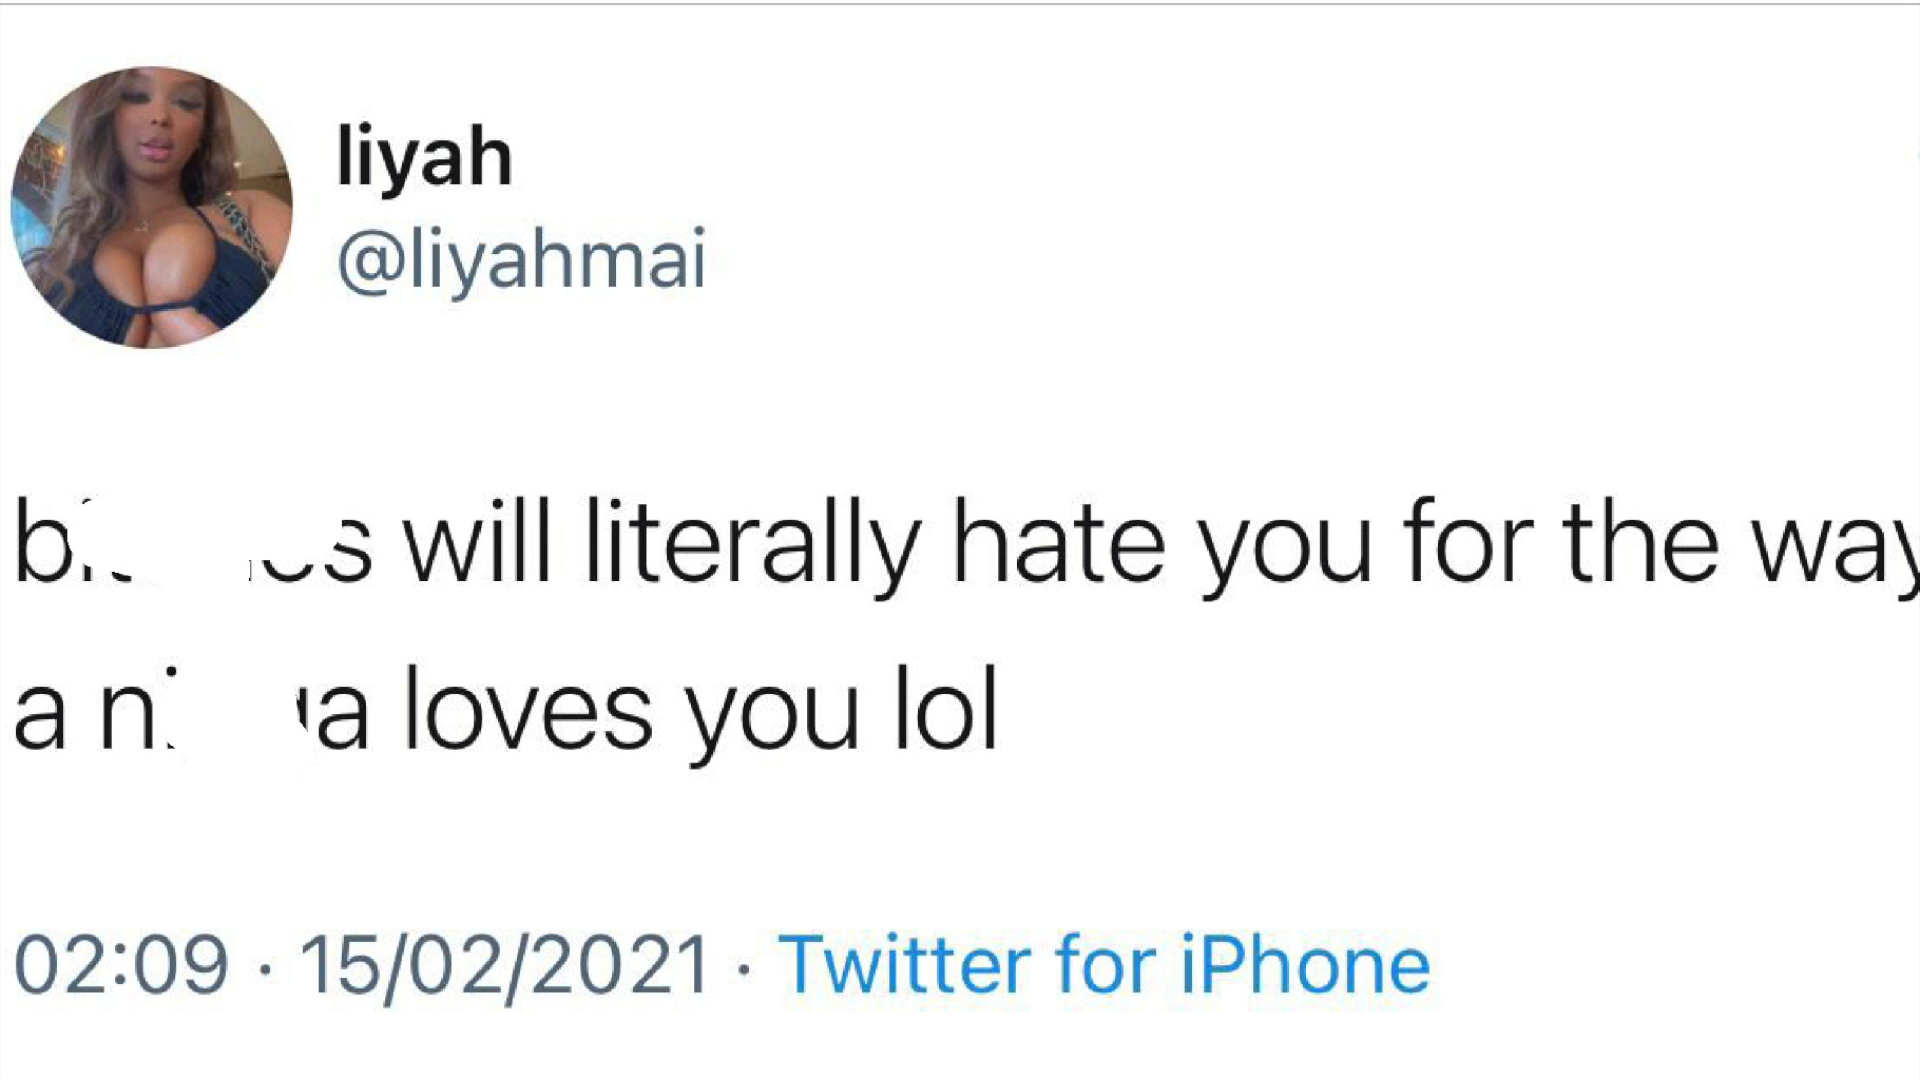 liyah
@liyahmai
will literally hate you for the way
a loves you lol
02:09 · 15/02/2021 · Twitter for iPhone